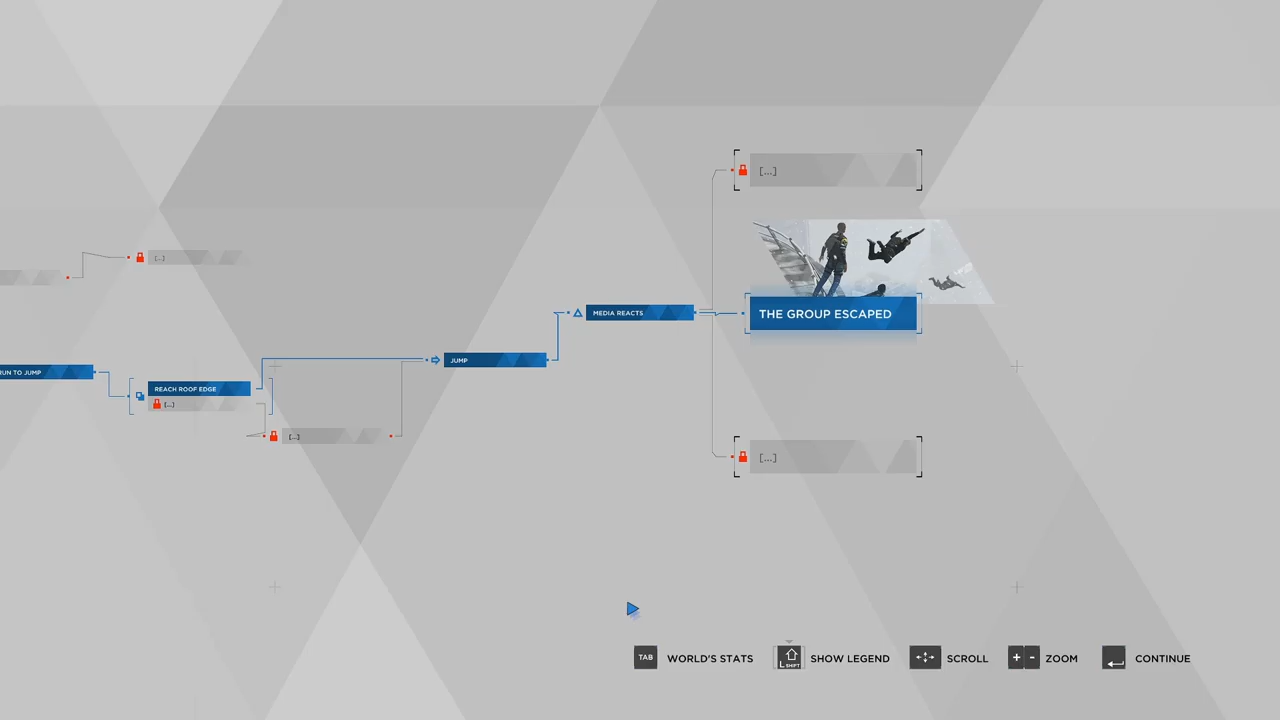 [...]
[...]
THE GROUP ESCAPED
MEDIA REACTS
JUMP
RUN TO JUMP
REACH ROOF EDGE
[...]
[...]
[...]
TAB
WORLD'S STATS
L SHIFT
SHOW LEGEND
SCROLL
+ -
ZOOM
CONTINUE